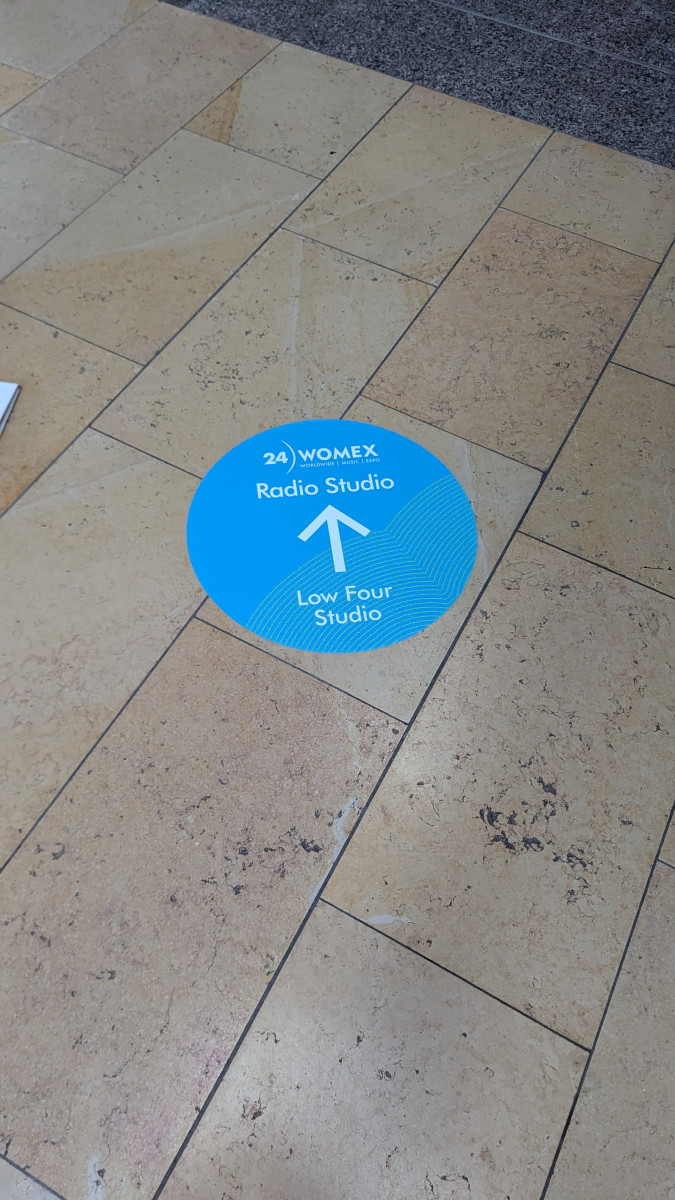 24) WOMEX
WORLDWIDE | MUSIC | EXPO
Radio Studio
Low Four
Studio